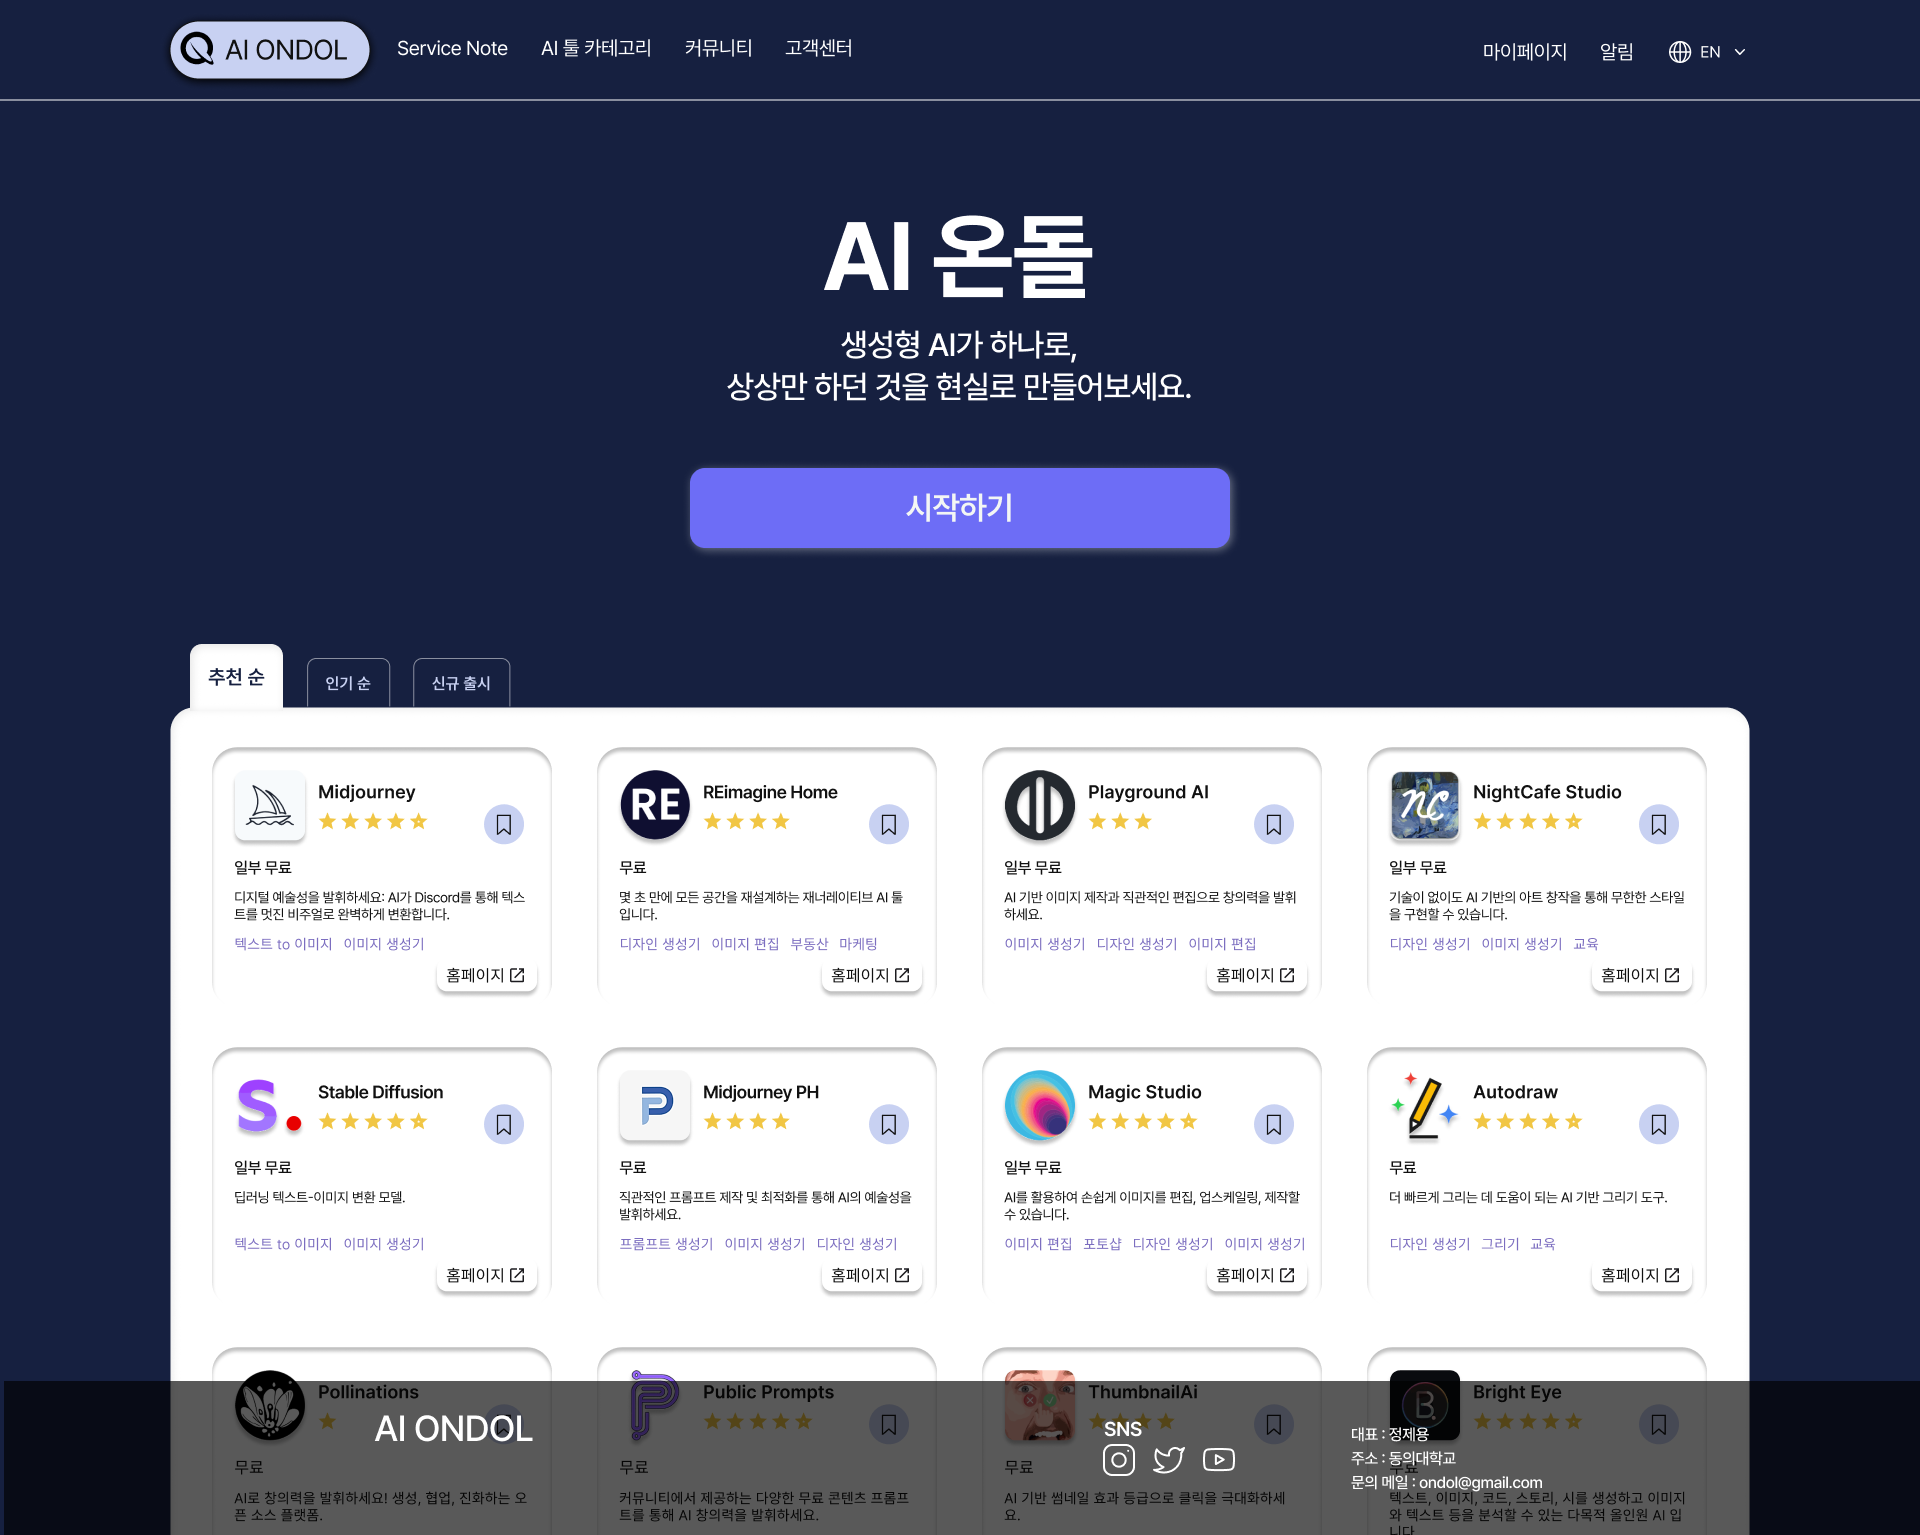 AI ONDOL
Service Note
AI 툴 카테고리
커뮤니티
고객센터
마이페이지
알림
EN
AI 온돌
생성형 AI가 하나로,
상상만 하던 것을 현실로 만들어보세요.
시작하기
추천 순
인기 순
신규 출시
Midjourney
일부 무료
디지털 예술성을 발휘하세요: AI가 Discord를 통해 텍스
트를 멋진 비주얼로 완벽하게 변환합니다.
텍스트 to 이미지 이미지 생성기
홈페이지
RE
REimagine Home
무료
몇 초 만에 모든 공간을 재설계하는 재너레이티브 AI 툴
입니다.
디자인 생성기 이미지 편집 부동산 마케팅
홈페이지
Playground AI
일부 무료
AI 기반 이미지 제작과 직관적인 편집으로 창의력을 발휘
하세요.
이미지 생성기 디자인 생성기 이미지 편집
홈페이지
NC
NightCafe Studio
일부 무료
기술이 없이도 AI 기반의 아트 창작을 통해 무한한 스타일
을 구현할 수 있습니다.
디자인 생성기 이미지 생성기 교육
홈페이지
S.
Stable Diffusion
일부 무료
딥러닝 텍스트-이미지 변환 모델.
텍스트 to 이미지 이미지 생성기
홈페이지
P
Midjourney PH
무료
직관적인 프롬프트 제작 및 최적화를 통해 AI의 예술성을
발휘하세요.
프롬프트 생성기 이미지 생성기 디자인 생성기
홈페이지
Magic Studio
일부 무료
AI를 활용하여 손쉽게 이미지를 편집, 업스케일링, 제작할
수 있습니다.
이미지 편집 포토샵 디자인 생성기 이미지 생성기
홈페이지
Autodraw
무료
더 빠르게 그리는 데 도움이 되는 AI 기반 그리기 도구.
디자인 생성기 그리기 교육
홈페이지
Pollinations
무료
AI로 창의력을 발휘하세요! 생성, 협업, 진화하는 오
픈 소스 플랫폼.
P
Public Prompts
무료
커뮤니티에서 제공하는 다양한 무료 콘텐츠 프롬프
트를 통해 AI 창의력을 발휘하세요.
ThumbnailAi
무료
AI 기반 썸네일 효과 등급으로 클릭을 극대화하세
요.
B.
Bright Eye
무료
텍스트, 이미지, 코드, 스토리, 시를 생성하고 이미지
와 텍스트 등을 분석할 수 있는 다목적 올인원 AI 입
니다
AI ONDOL
SNS
대표 : 정제용
주소 : 동의대학교
문의 메일 : ondol@gmail.com